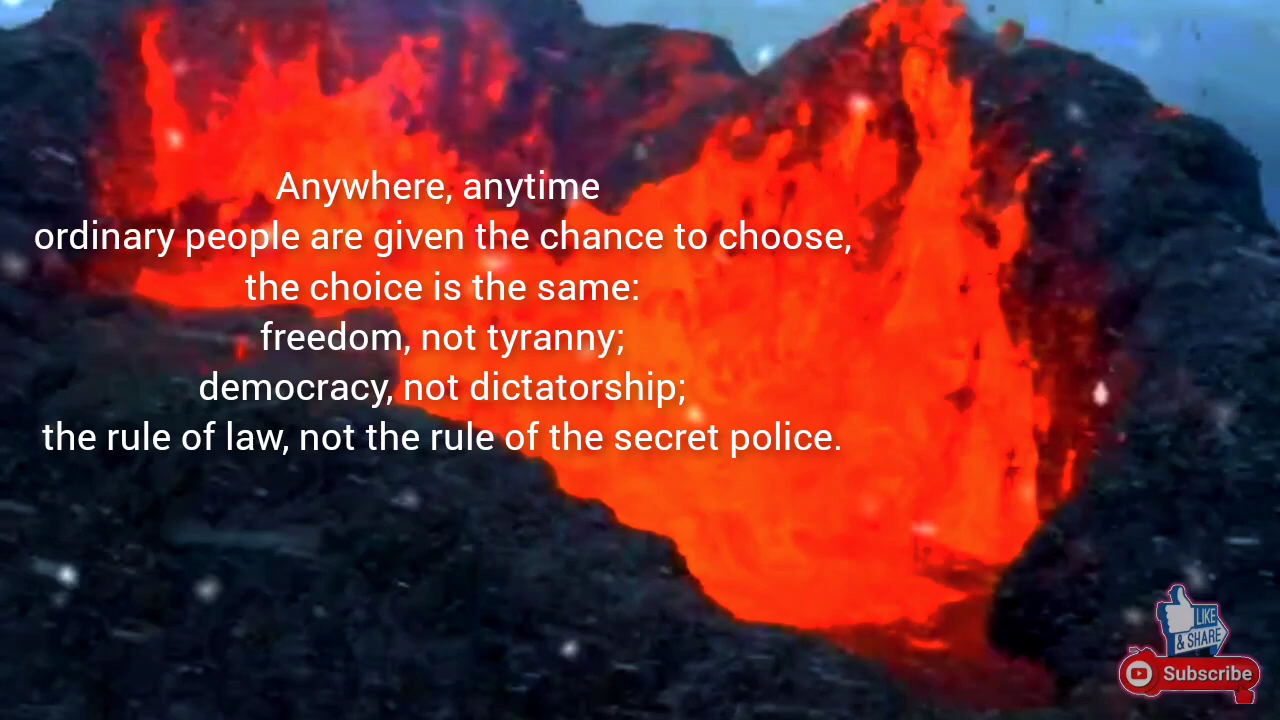 Anywhere, anytime
ordinary people are given the chance to choose,
the choice is the same:
freedom, not tyranny;
democracy, not dictatorship;
the rule of law, not the rule of the secret police.
LIKE
& SHARE
Subscribe